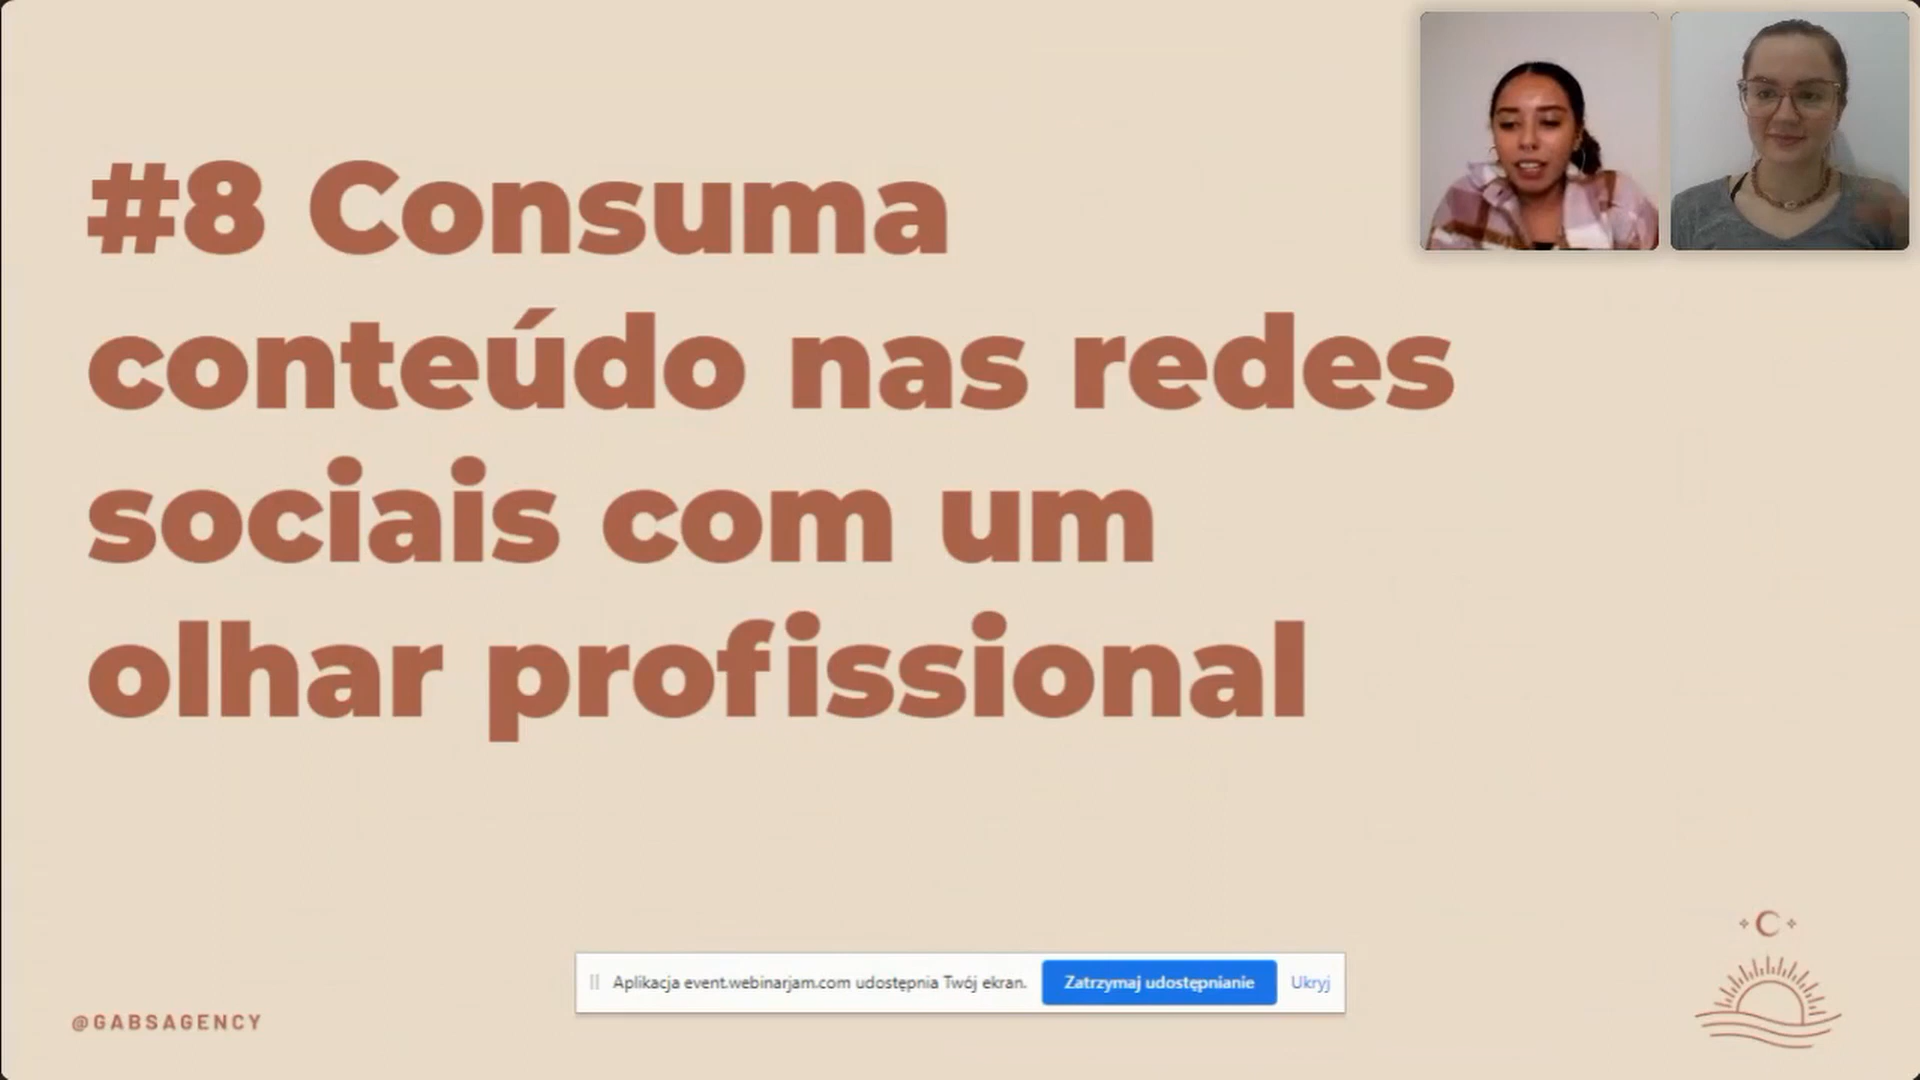 #8 Consuma
conteúdo nas redes
sociais com um
olhar profissional
Aplikacja event.webinarjam.com udostępnia Twój ekran.
Zatrzymaj udostępnianie
Ukryj
@GABSAGENCY